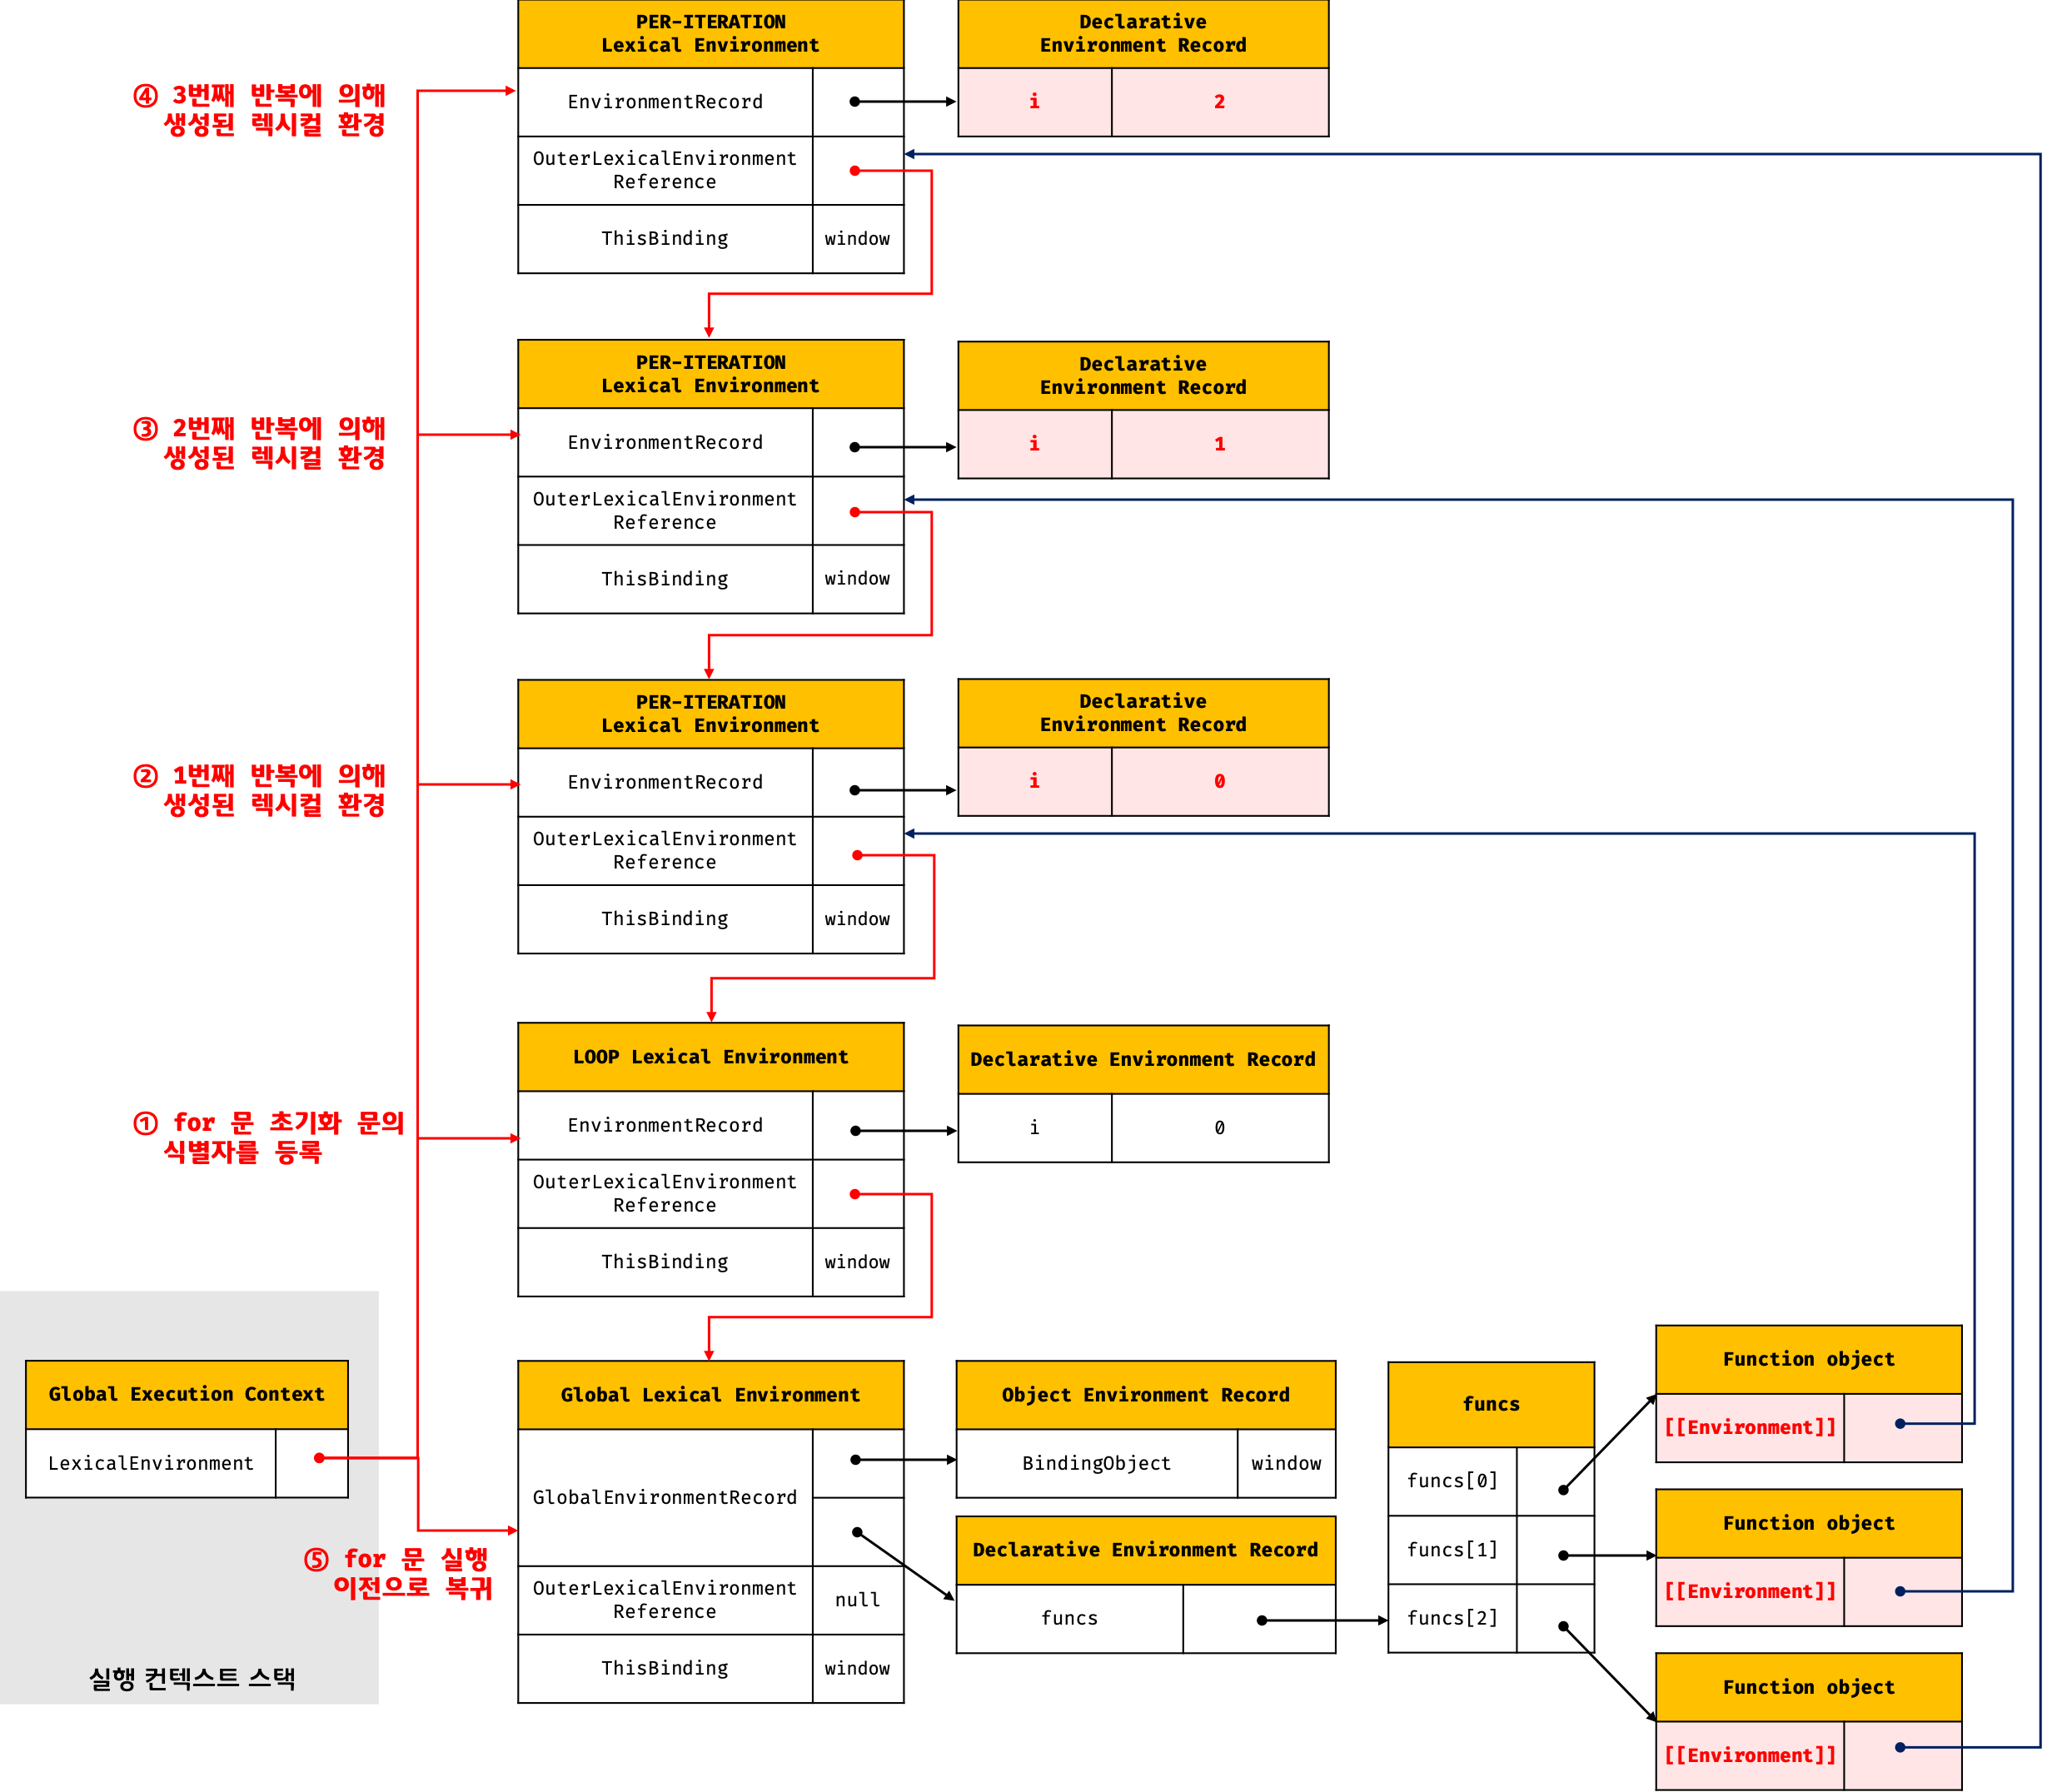 PER-ITERATION
Lexical Environment
Declarative
Environment Record
④ 3번째 반복에 의해
생성된 렉시컬 환경
EnvironmentRecord
i
2
OuterLexicalEnvironment
Reference
ThisBinding
window
PER-ITERATION
Lexical Environment
Declarative
Environment Record
③ 2번째 반복에 의해
생성된 렉시컬 환경
EnvironmentRecord
i
1
OuterLexicalEnvironment
Reference
ThisBinding
window
PER-ITERATION
Lexical Environment
Declarative
Environment Record
② 1번째 반복에 의해
생성된 렉시컬 환경
EnvironmentRecord
i
0
OuterLexicalEnvironment
Reference
ThisBinding
window
LOOP Lexical Environment
Declarative Environment Record
① for 문 초기화 문의
식별자를 등록
EnvironmentRecord
i
0
OuterLexicalEnvironment
Reference
ThisBinding
window
Global Execution Context
LexicalEnvironment
실행 컨텍스트 스택
⑤ for 문 실행
이전으로 복귀
Global Lexical Environment
GlobalEnvironmentRecord
OuterLexicalEnvironment
Reference
null
ThisBinding
window
Object Environment Record
BindingObject
window
Declarative Environment Record
funcs
funcs
funcs[0]
funcs[1]
funcs[2]
Function object
[[Environment]]
Function object
[[Environment]]
Function object
[[Environment]]